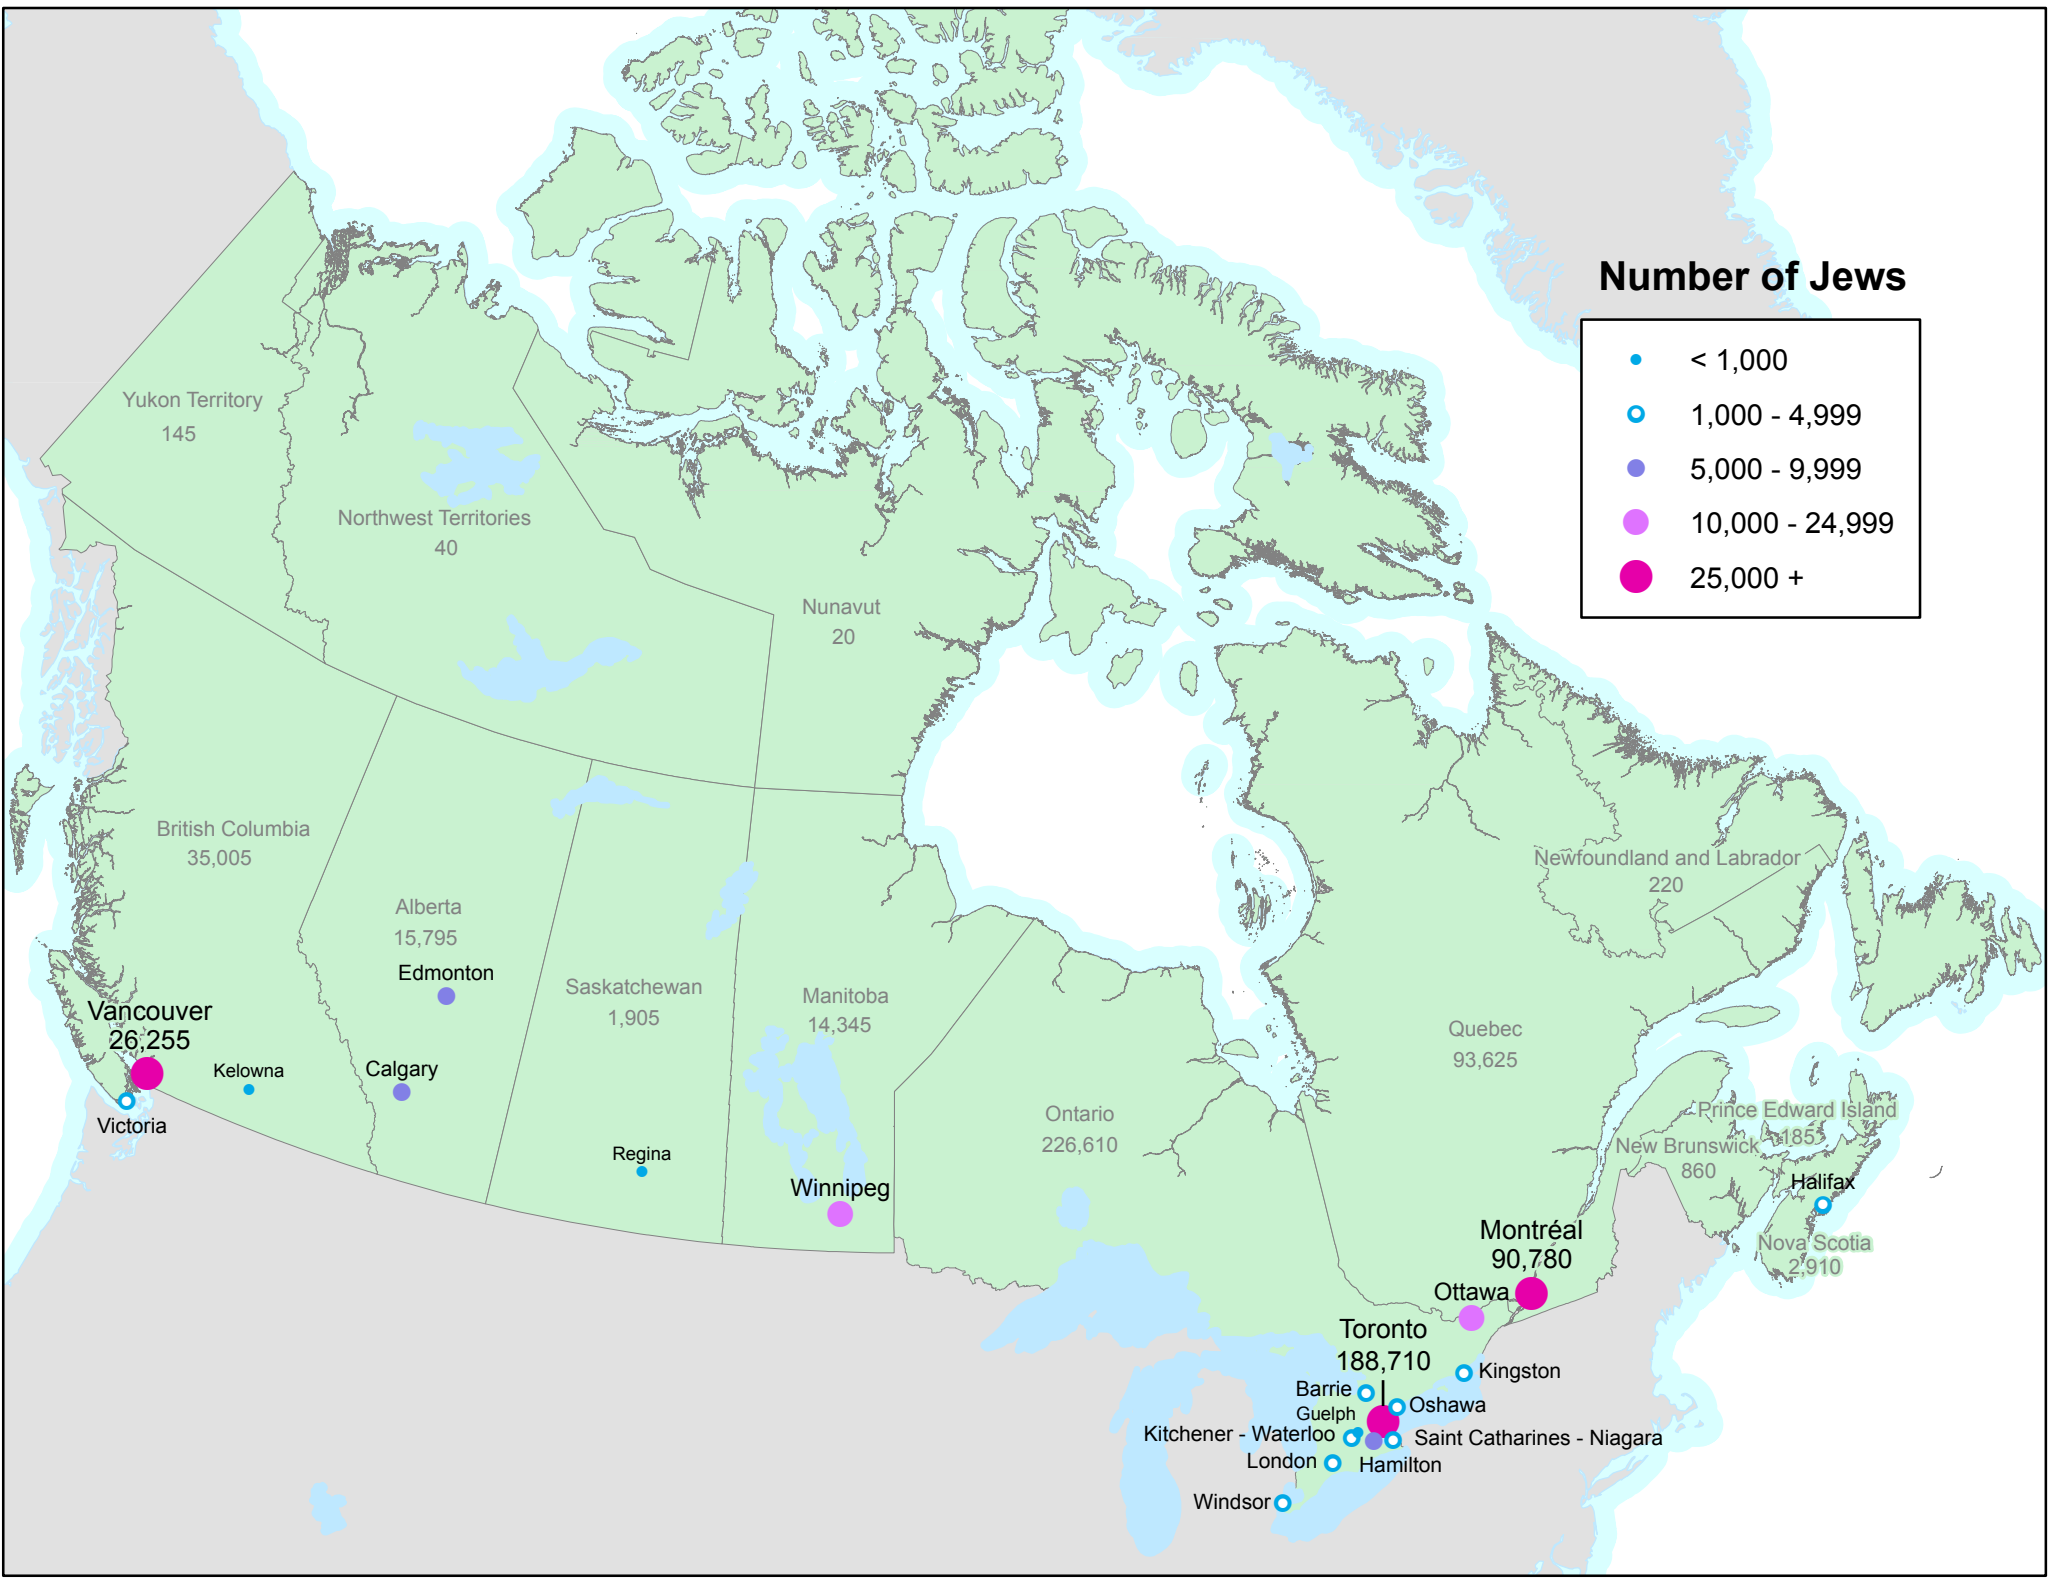 Number of Jews
< 1,000
1,000 - 4,999
5,000 - 9,999
10,000 - 24,999
25,000 +
Yukon Territory
145
Northwest Territories
40
Nunavut
20
British Columbia
35,005
Alberta
15,795
Edmonton
Calgary
Saskatchewan
1,905
Regina
Manitoba
14,345
Winnipeg
Vancouver
26,255
Kelowna
Victoria
Ontario
226,610
Quebec
93,625
Newfoundland and Labrador
220
Prince Edward Island
185
New Brunswick
860
Halifax
Nova Scotia
2,910
Montréal
90,780
Ottawa
Toronto
188,710
Kingston
Barrie
Oshawa
Guelph
Kitchener - Waterloo
Saint Catharines - Niagara
London
Hamilton
Windsor